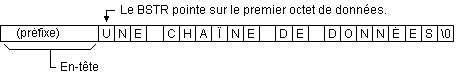 Le BSTR pointe sur le premier octet de données.
(préfixe) U N E C H A Î N E D E D O N N É E S \0
En-tête